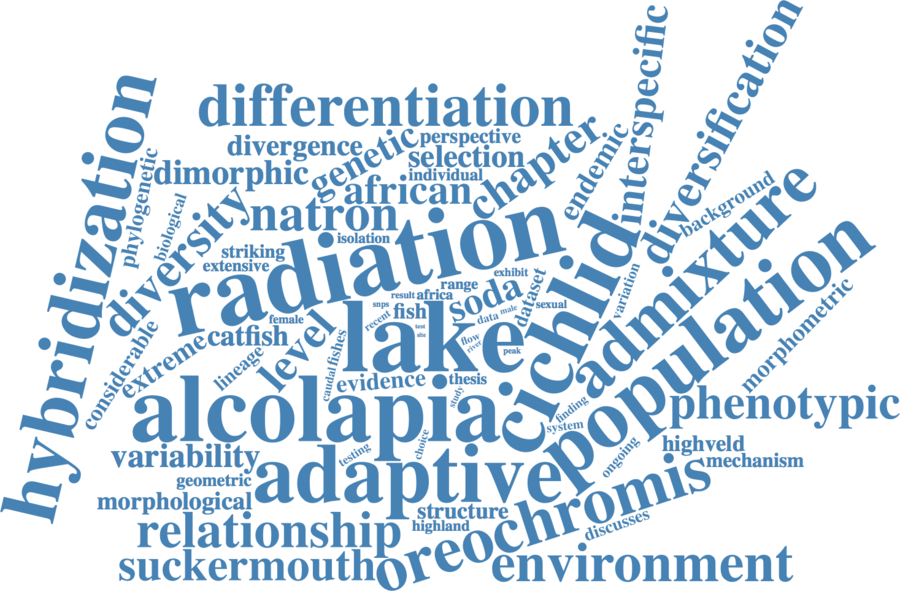 interspecific
diversification
hybridization
differentiation
divergence
genetic
perspective
chapter
endemic
dimorphic
selection
individual
african
phylogenetic
biological
diversity
natron
background
admixture
striking
isolation
extensive
radiation
cichlid
population
exhibit
range
variation
soda
dataset
snps
result
africa
female
recent
fish
data
male
sexual
considerable
extreme
catfish
level
lake
test
flow
river
peak
morphometric
lineage
caudal
fishes
evidence
thesis
study
alcolapia
finding
system
phenotypic
variability
testing
choice
ongoing
highveld
mechanism
geometric
adaptive
morphological
structure
oreochromis
relationship
highland
discusses
suckermouth
environment